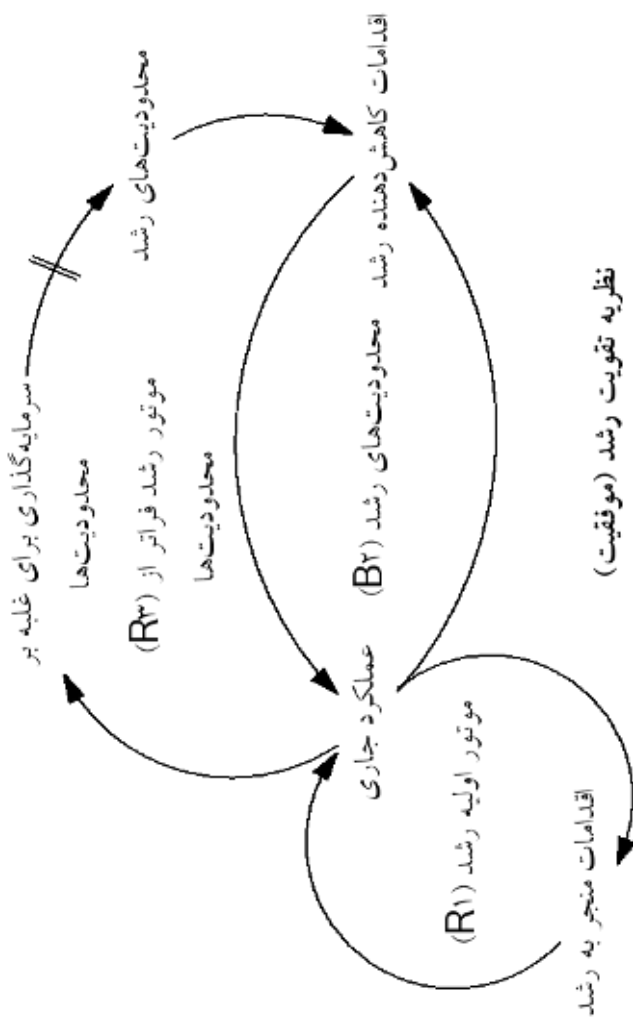 سرمایه‌گذاری برای غلبه بر
محدودیت‌ها
محدودیت‌های رشد
موتور رشد فراتر از (R۳)
محدودیت‌ها
اقدامات کاهش‌دهنده رشد
محدودیت‌های رشد (B۲)
عملکرد جاری
موتور اولیه رشد (R۱)
اقدامات منجر به رشد
نظریه تقویت رشد (موفقیت)